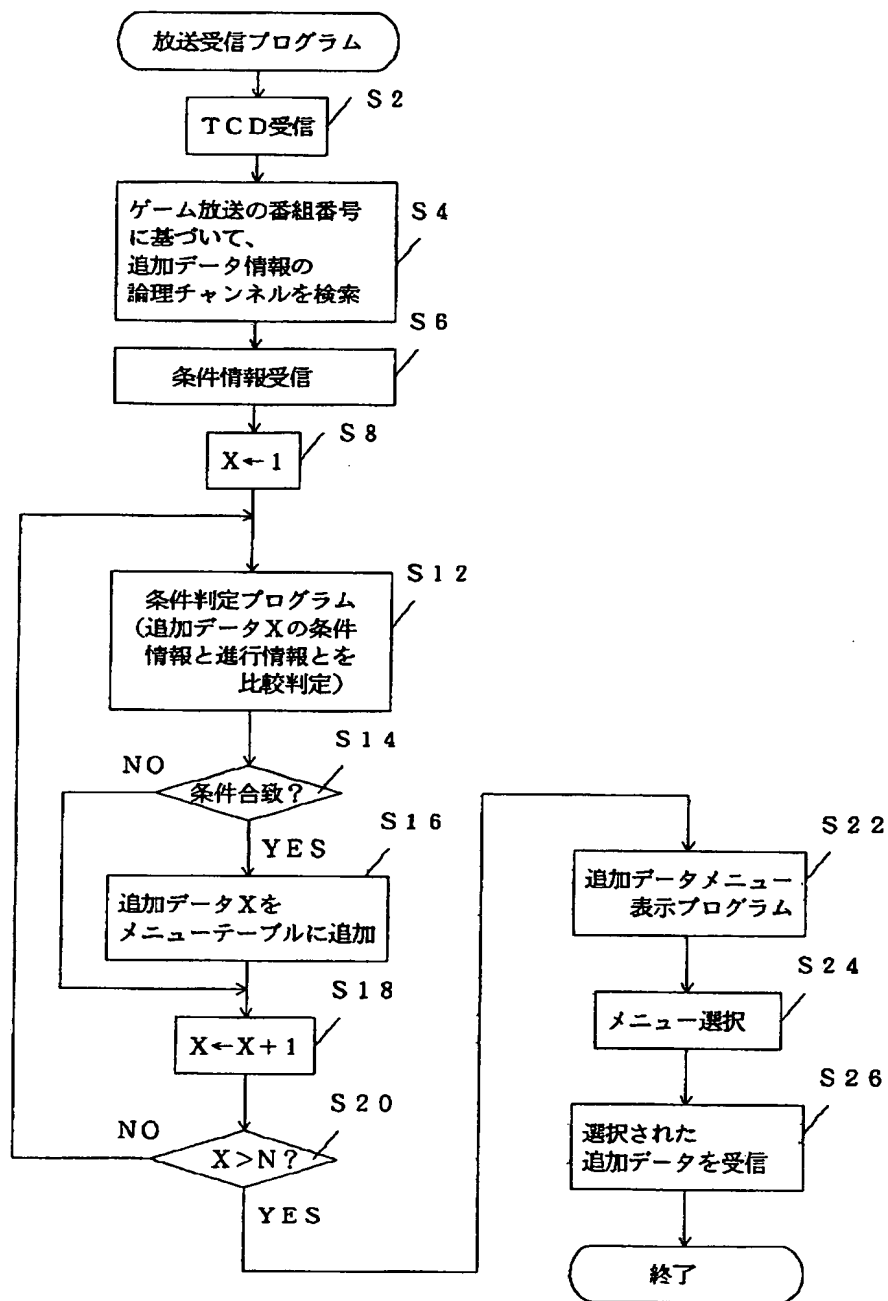 放送受信プログラム
S2
TCD受信
S4
ゲーム放送の番組番号
に基づいて、
追加データ情報の
論理チャンネルを検索
S6
条件情報受信
S8
X←1
S12
条件判定プログラム
(追加データXの条件
情報と進行情報とを
比較判定)
S14
NO
条件合致?
S16
YES
追加データXを
メニューテーブルに追加
S18
X←X+1
S20
NO
X>N?
YES
S22
追加データメニュー
表示プログラム
S24
メニュー選択
S26
選択された
追加データを受信
終了